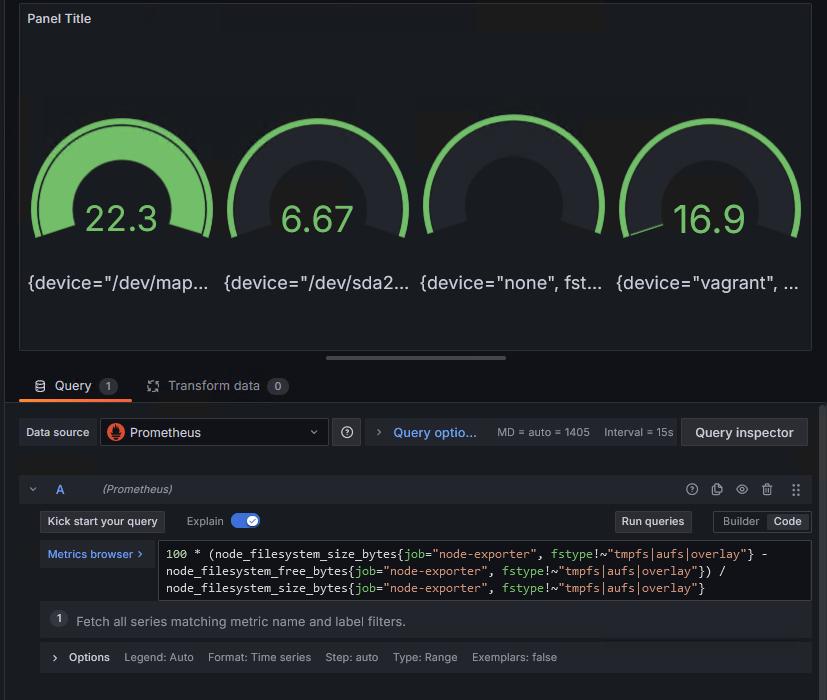 Panel Title
22.3
6.67
16.9
{device="/dev/map...
{device="/dev/sda2...
{device="none", fst...
{device="vagrant", ...
Query 1
Transform data 0
Data source
Prometheus
Query optio...
MD = auto = 1405
Interval = 15s
Query inspector
A
(Prometheus)
Kick start your query
Explain
Run queries
Builder
Code
Metrics browser >
100 * (node_filesystem_size_bytes{job="node-exporter", fstype!~"tmpfs|aufs|overlay"} -
node_filesystem_free_bytes{job="node-exporter", fstype!~"tmpfs|aufs|overlay"}) /
node_filesystem_size_bytes{job="node-exporter", fstype!~"tmpfs|aufs|overlay"}
1 Fetch all series matching metric name and label filters.
Options Legend: Auto Format: Time series Step: auto Type: Range Exemplars: false